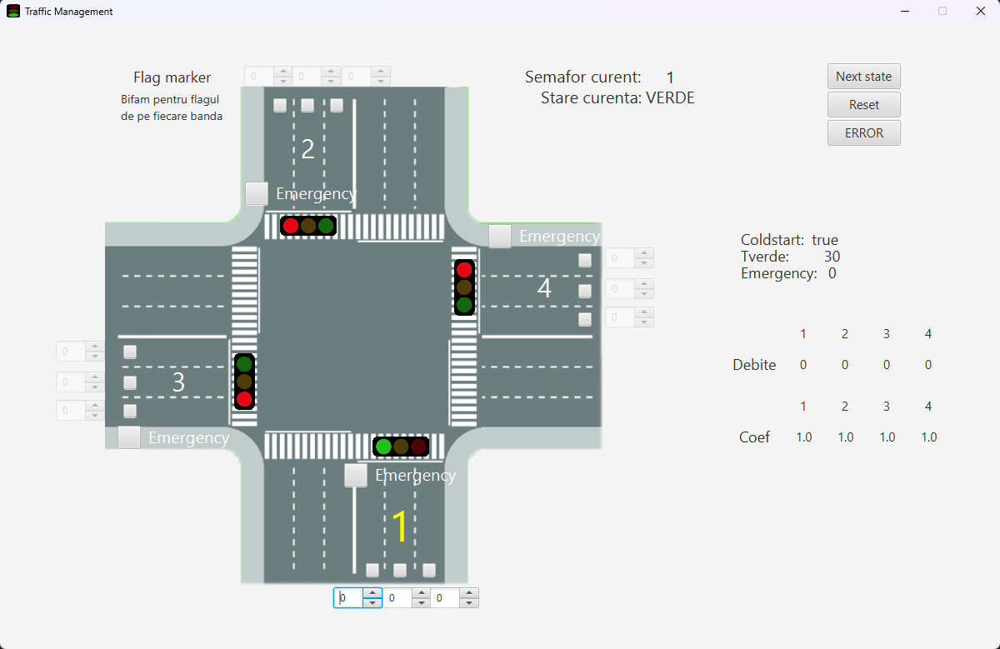 Traffic Management
Flag marker
Bifam pentru flagul
de pe fiecare banda
0 0 0
Semafor curent: 1
Stare curenta: VERDE
Next state
Reset
ERROR
2
Emergency
Emergency
4
0
0
0
Coldstart: true
Tverde: 30
Emergency: 0
1 2 3 4
Debite 0 0 0 0
1 2 3 4
Coef 1.0 1.0 1.0 1.0
0
0
0
3
Emergency
Emergency
1
0 0 0